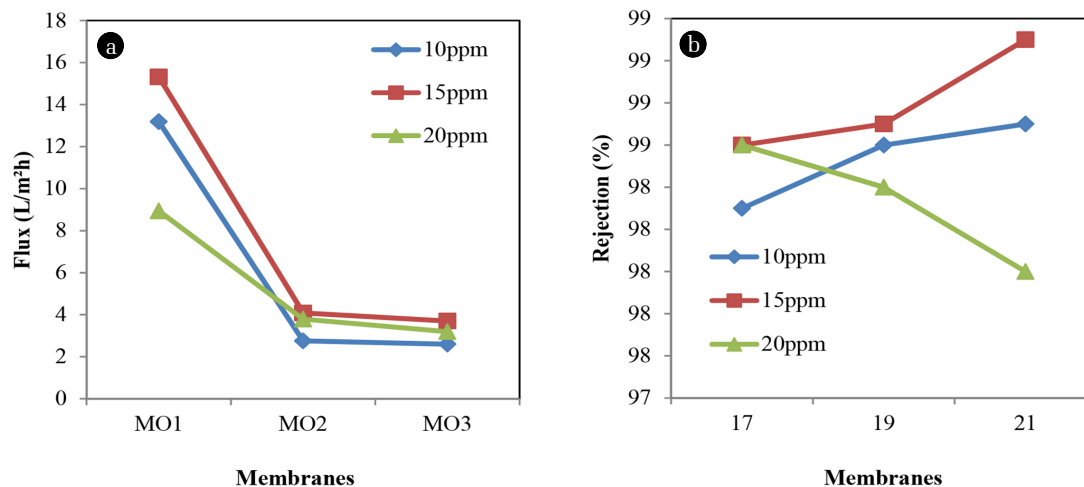 a
Flux (L/m²h)
18
16
14
12
10
8
6
4
2
0
10ppm
15ppm
20ppm
MO1 MO2 MO3
Membranes
b
Rejection (%)
99
99
99
99
98
98
98
98
98
97
10ppm
15ppm
20ppm
17 19 21
Membranes